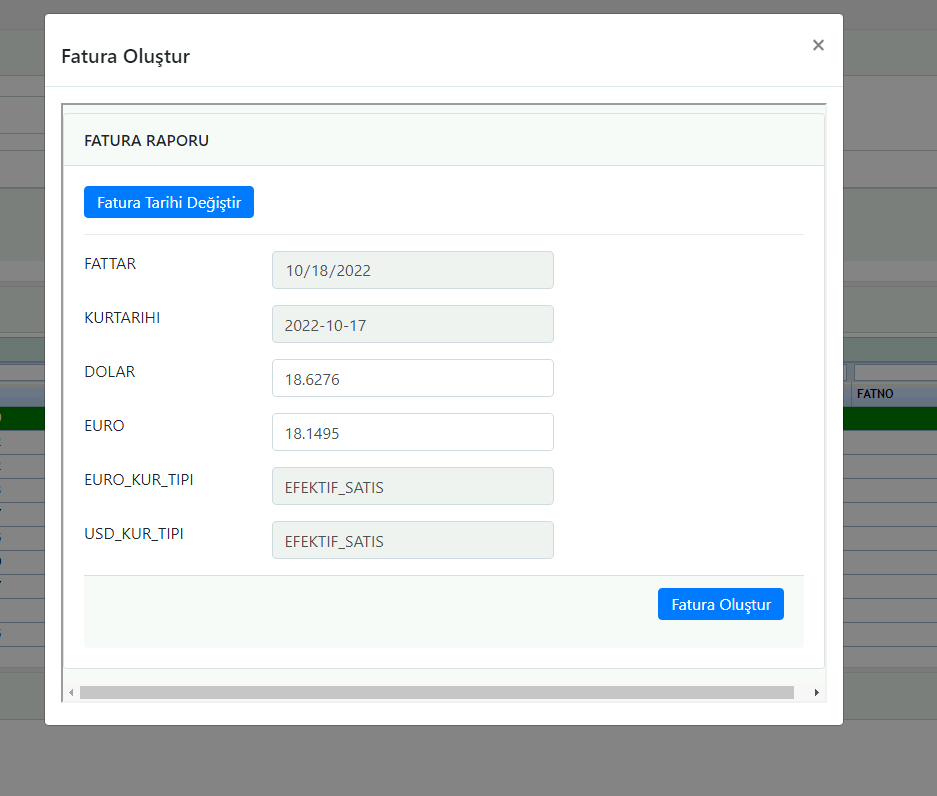 Fatura Oluştur
×
FATURA RAPORU
Fatura Tarihi Değiştir
FATTAR
10/18/2022
KURTARIHI
2022-10-17
DOLAR
18.6276
EURO
18.1495
EURO_KUR_TIPI
EFEKTIF_SATIS
USD_KUR_TIPI
EFEKTIF_SATIS
Fatura Oluştur
FATNO